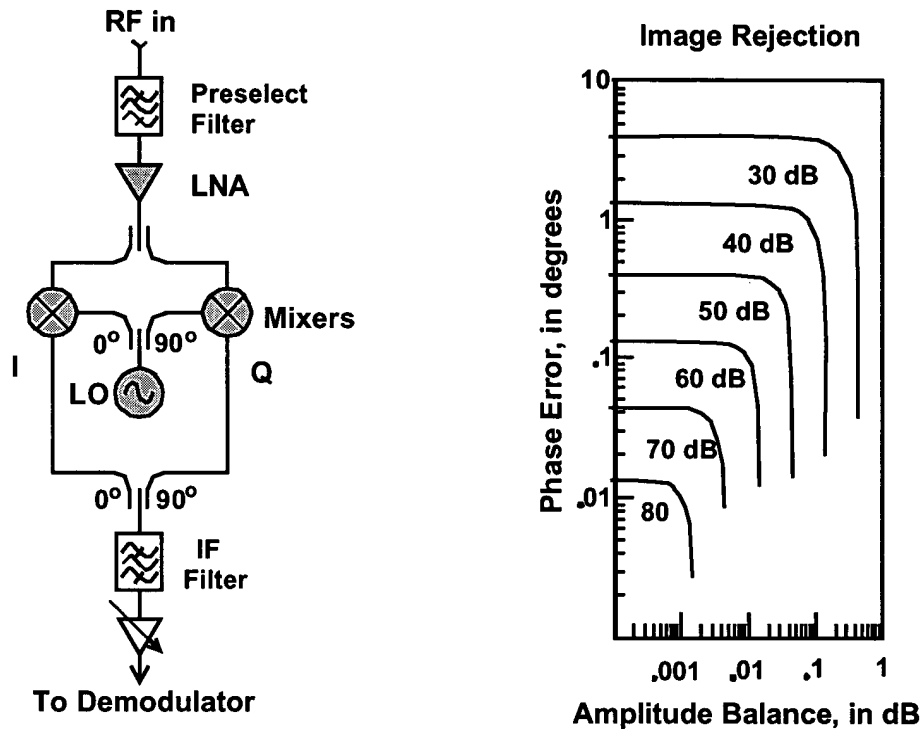 RF in
Preselect
Filter
LNA
Mixers
0° 90°
I
Q
LO
0° 90°
IF
Filter
To Demodulator
Image Rejection
10
1
.1
.01
Phase Error, in degrees
30 dB
40 dB
50 dB
60 dB
70 dB
80
.001 .01 .1 1
Amplitude Balance, in dB